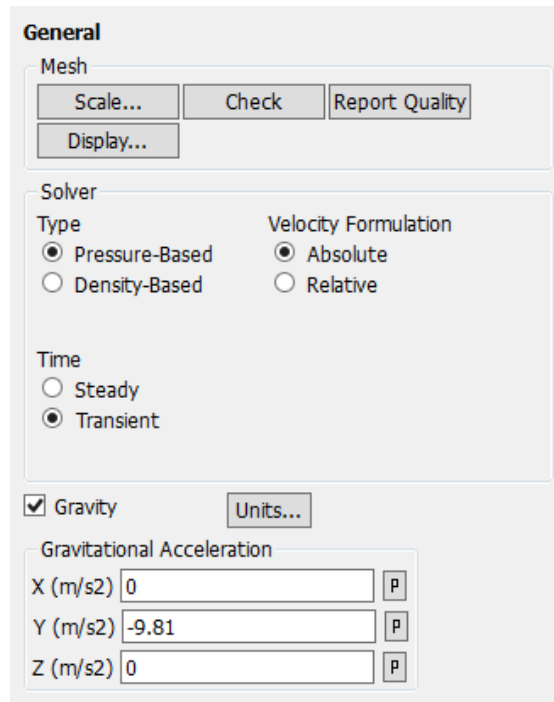 General
Mesh
Scale... Check Report Quality
Display...
Solver
Type Velocity Formulation
Pressure-Based Absolute
Density-Based Relative
Time
Steady
Transient
Gravity Units...
Gravitational Acceleration
X (m/s2) 0 P
Y (m/s2) -9.81 P
Z (m/s2) 0 P